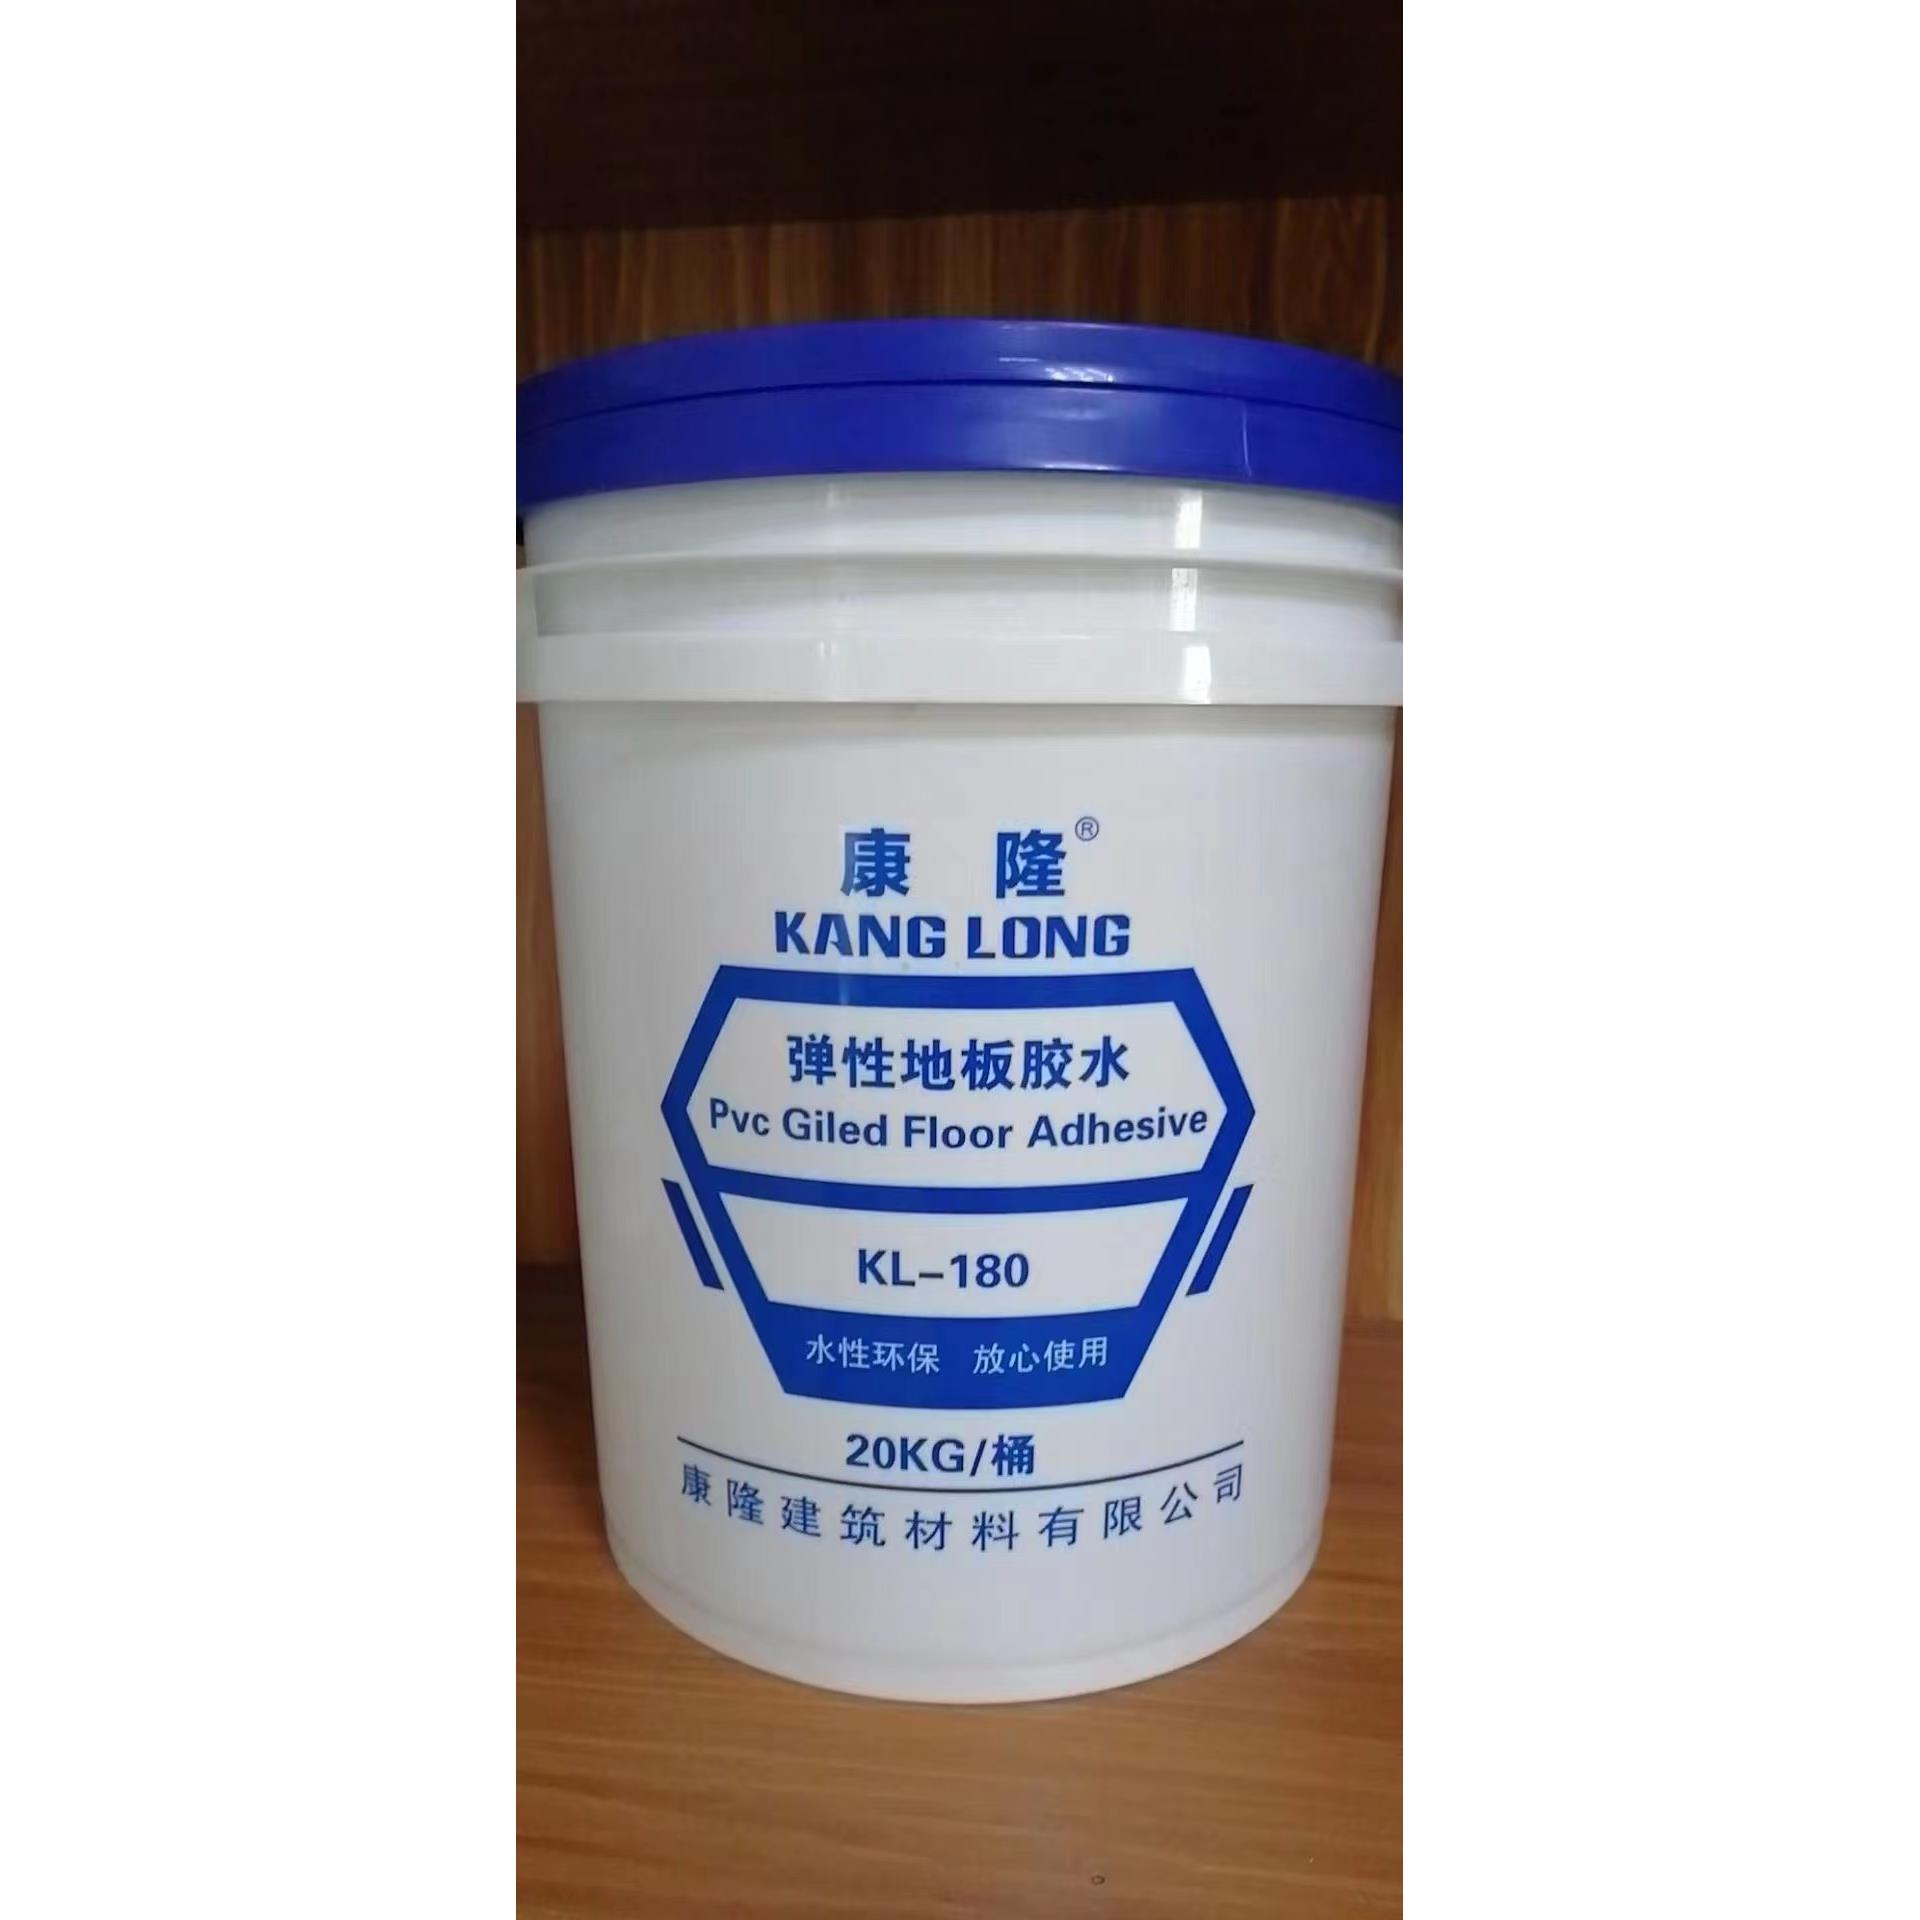 康 隆®
KANG LONG
弹性地板胶水
Pvc Giled Floor Adhesive
KL-180
水性环保 放心使用
20KG/桶
康隆建筑材料有限公司